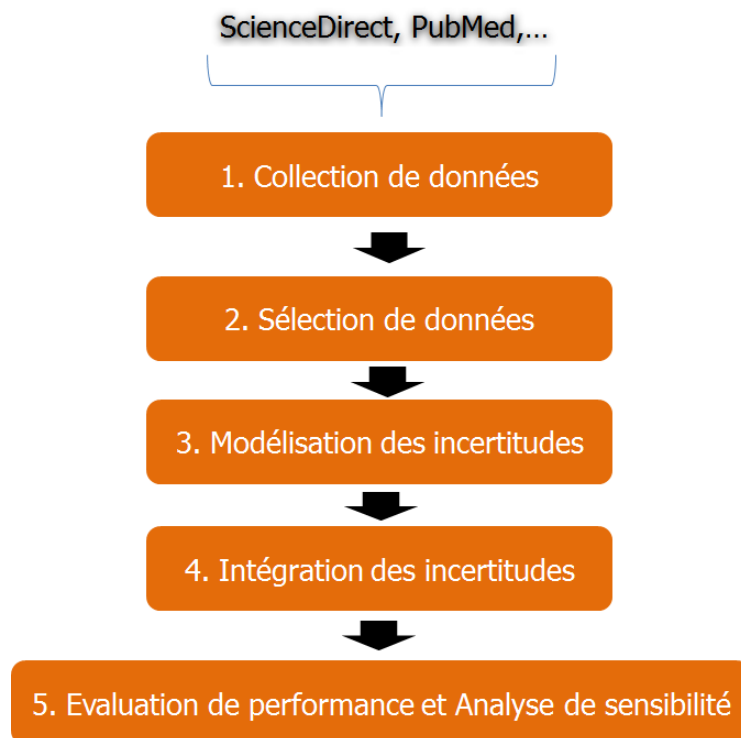 ScienceDirect, PubMed,...
1. Collection de données
2. Sélection de données
3. Modélisation des incertitudes
4. Intégration des incertitudes
5. Evaluation de performance et Analyse de sensibilité